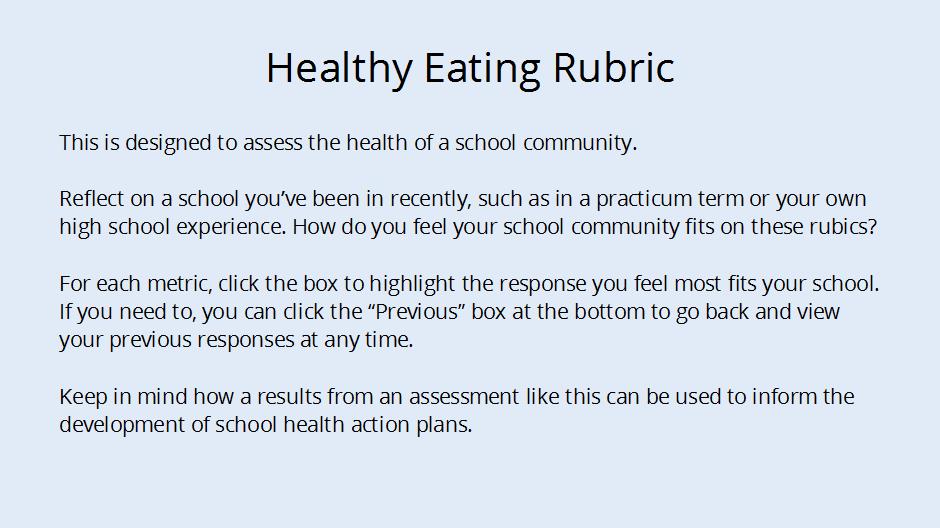 Healthy Eating Rubric
This is designed to assess the health of a school community.
Reflect on a school you’ve been in recently, such as in a practicum term or your own
high school experience. How do you feel your school community fits on these rubics?
For each metric, click the box to highlight the response you feel most fits your school.
If you need to, you can click the “Previous” box at the bottom to go back and view
your previous responses at any time.
Keep in mind how a results from an assessment like this can be used to inform the
development of school health action plans.